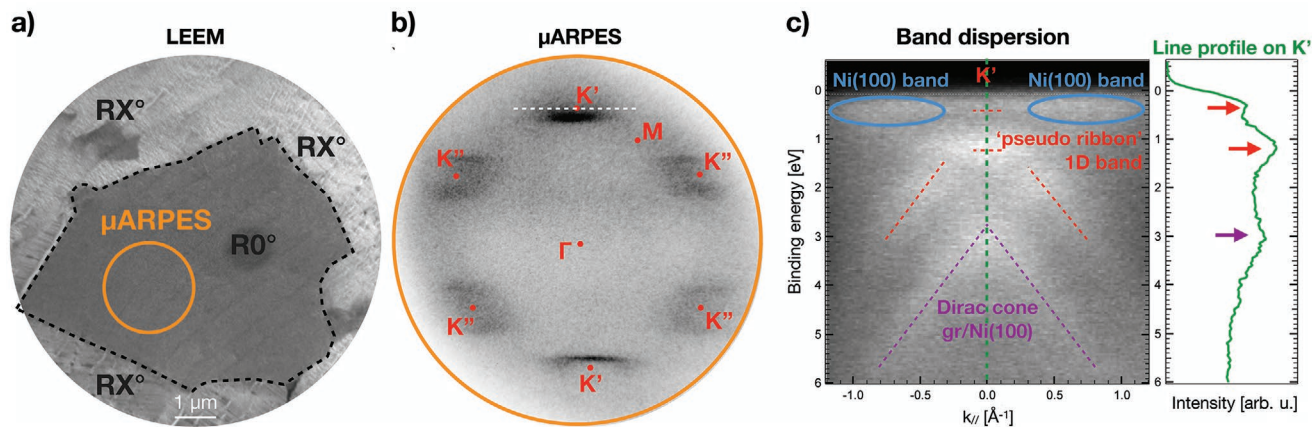 a)
LEEM
RX°
RX°
µARPES
R0°
RX°
1 µm
b)
µARPES
K'
M
K''
K''
Γ
K''
K''
K'
c)
Band dispersion
Line profile on K'
Ni(100) band
K'
Ni(100) band
'pseudo ribbon'
1D band
Dirac cone
gr/Ni(100)
Binding energy [eV]
0
1
2
3
4
5
6
-1.0
-0.5
0.0
0.5
1.0
k// [Å-1]
0
1
2
3
4
5
6
Intensity [arb. u.]